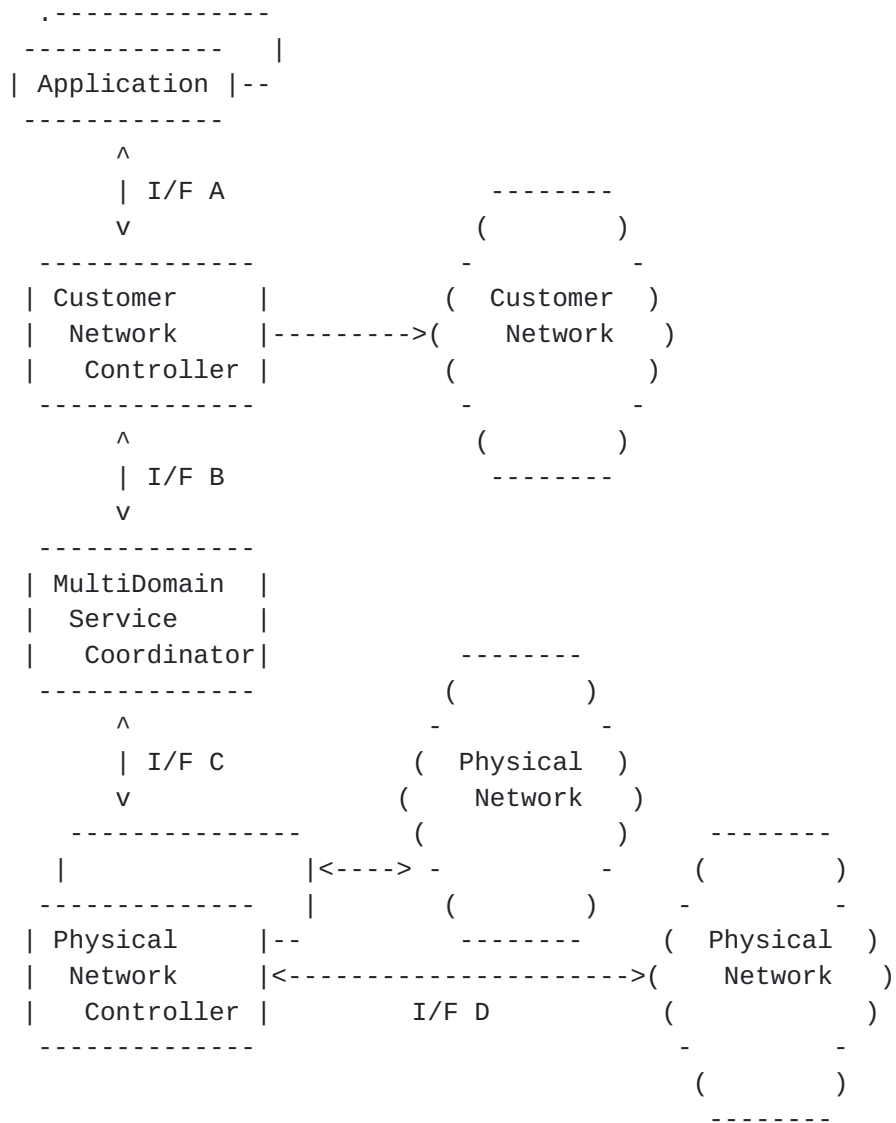 Application
I/F A
Customer
Network
Controller
Customer
Network
I/F B
MultiDomain
Service
Coordinator
I/F C
Physical
Network
Physical
Network
Controller
I/F D
Physical
Network